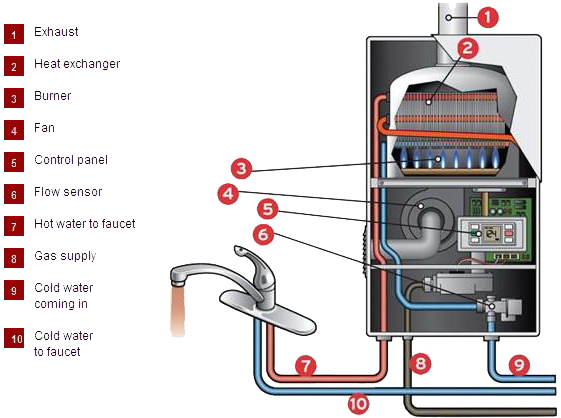 1 Exhaust
2 Heat exchanger
3 Burner
4 Fan
5 Control panel
6 Flow sensor
7 Hot water to faucet
8 Gas supply
9 Cold water
coming in
10 Cold water
to faucet
1
2
3
4
5
124
6
7
8
9
10